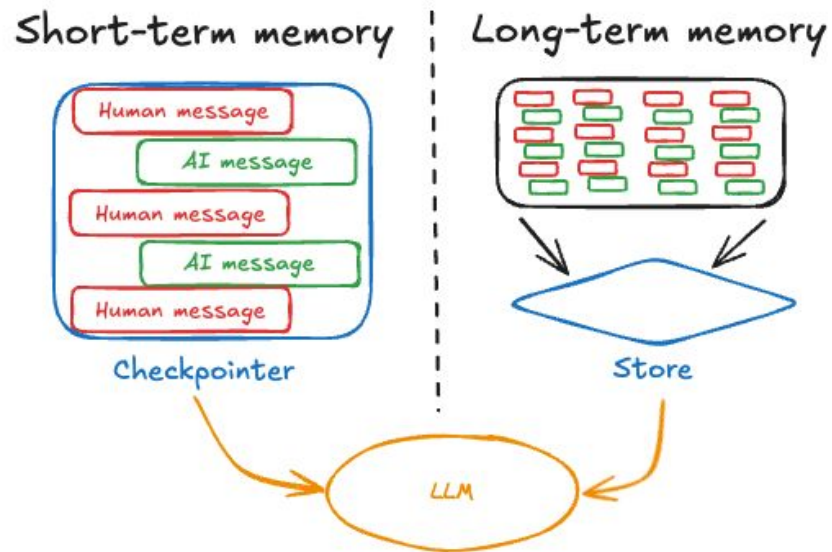 Short-term memory
Long-term memory
Human message
AI message
Human message
AI message
Human message
Checkpointer
Store
LLM